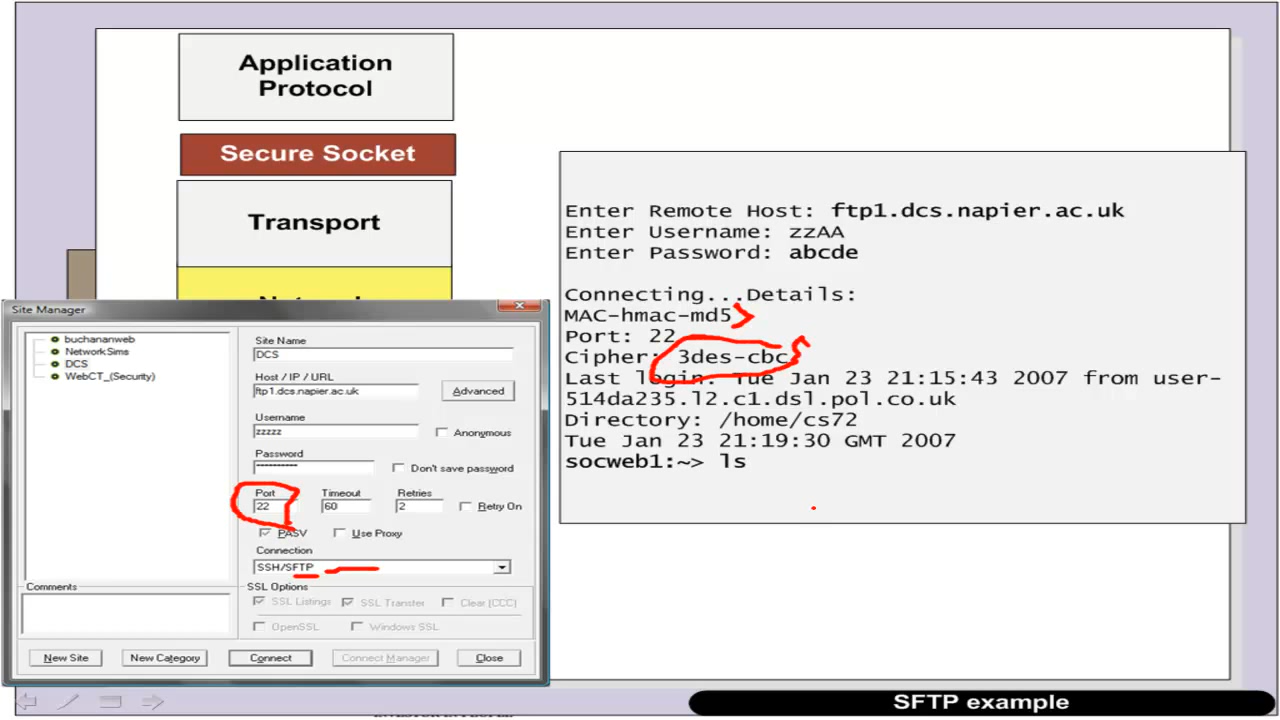 Application
Protocol
Secure Socket
Transport
Enter Remote Host: ftp1.dcs.napier.ac.uk
Enter Username: zzAA
Enter Password: abcde
Connecting...Details:
MAC-hmac-md5
Port: 22
Cipher: 3des-cbc
Last login: Tue Jan 23 21:15:43 2007 from user-
514da235.l2.c1.dsl.pol.co.uk
Directory: /home/cs72
Tue Jan 23 21:19:30 GMT 2007
socweb1:~> ls
Site Manager
buchananweb
NetworkSims
DCS
WebCT_(Security)
Comments
Site Name
DCS
Host / IP / URL
ftp1.dcs.napier.ac.uk
Advanced
Username
zzzzz
Anonymous
Password
**********
Don't save password
Port Timeout Retries
22 60 2 Retry On
PASV Use Proxy
Connection
SSH/SFTP
SSL Options
SSL Listings SSL Transfer Clear (CCC)
OpenSSL Windows SSL
New Site New Category Connect Connect Manager Close
SFTP example